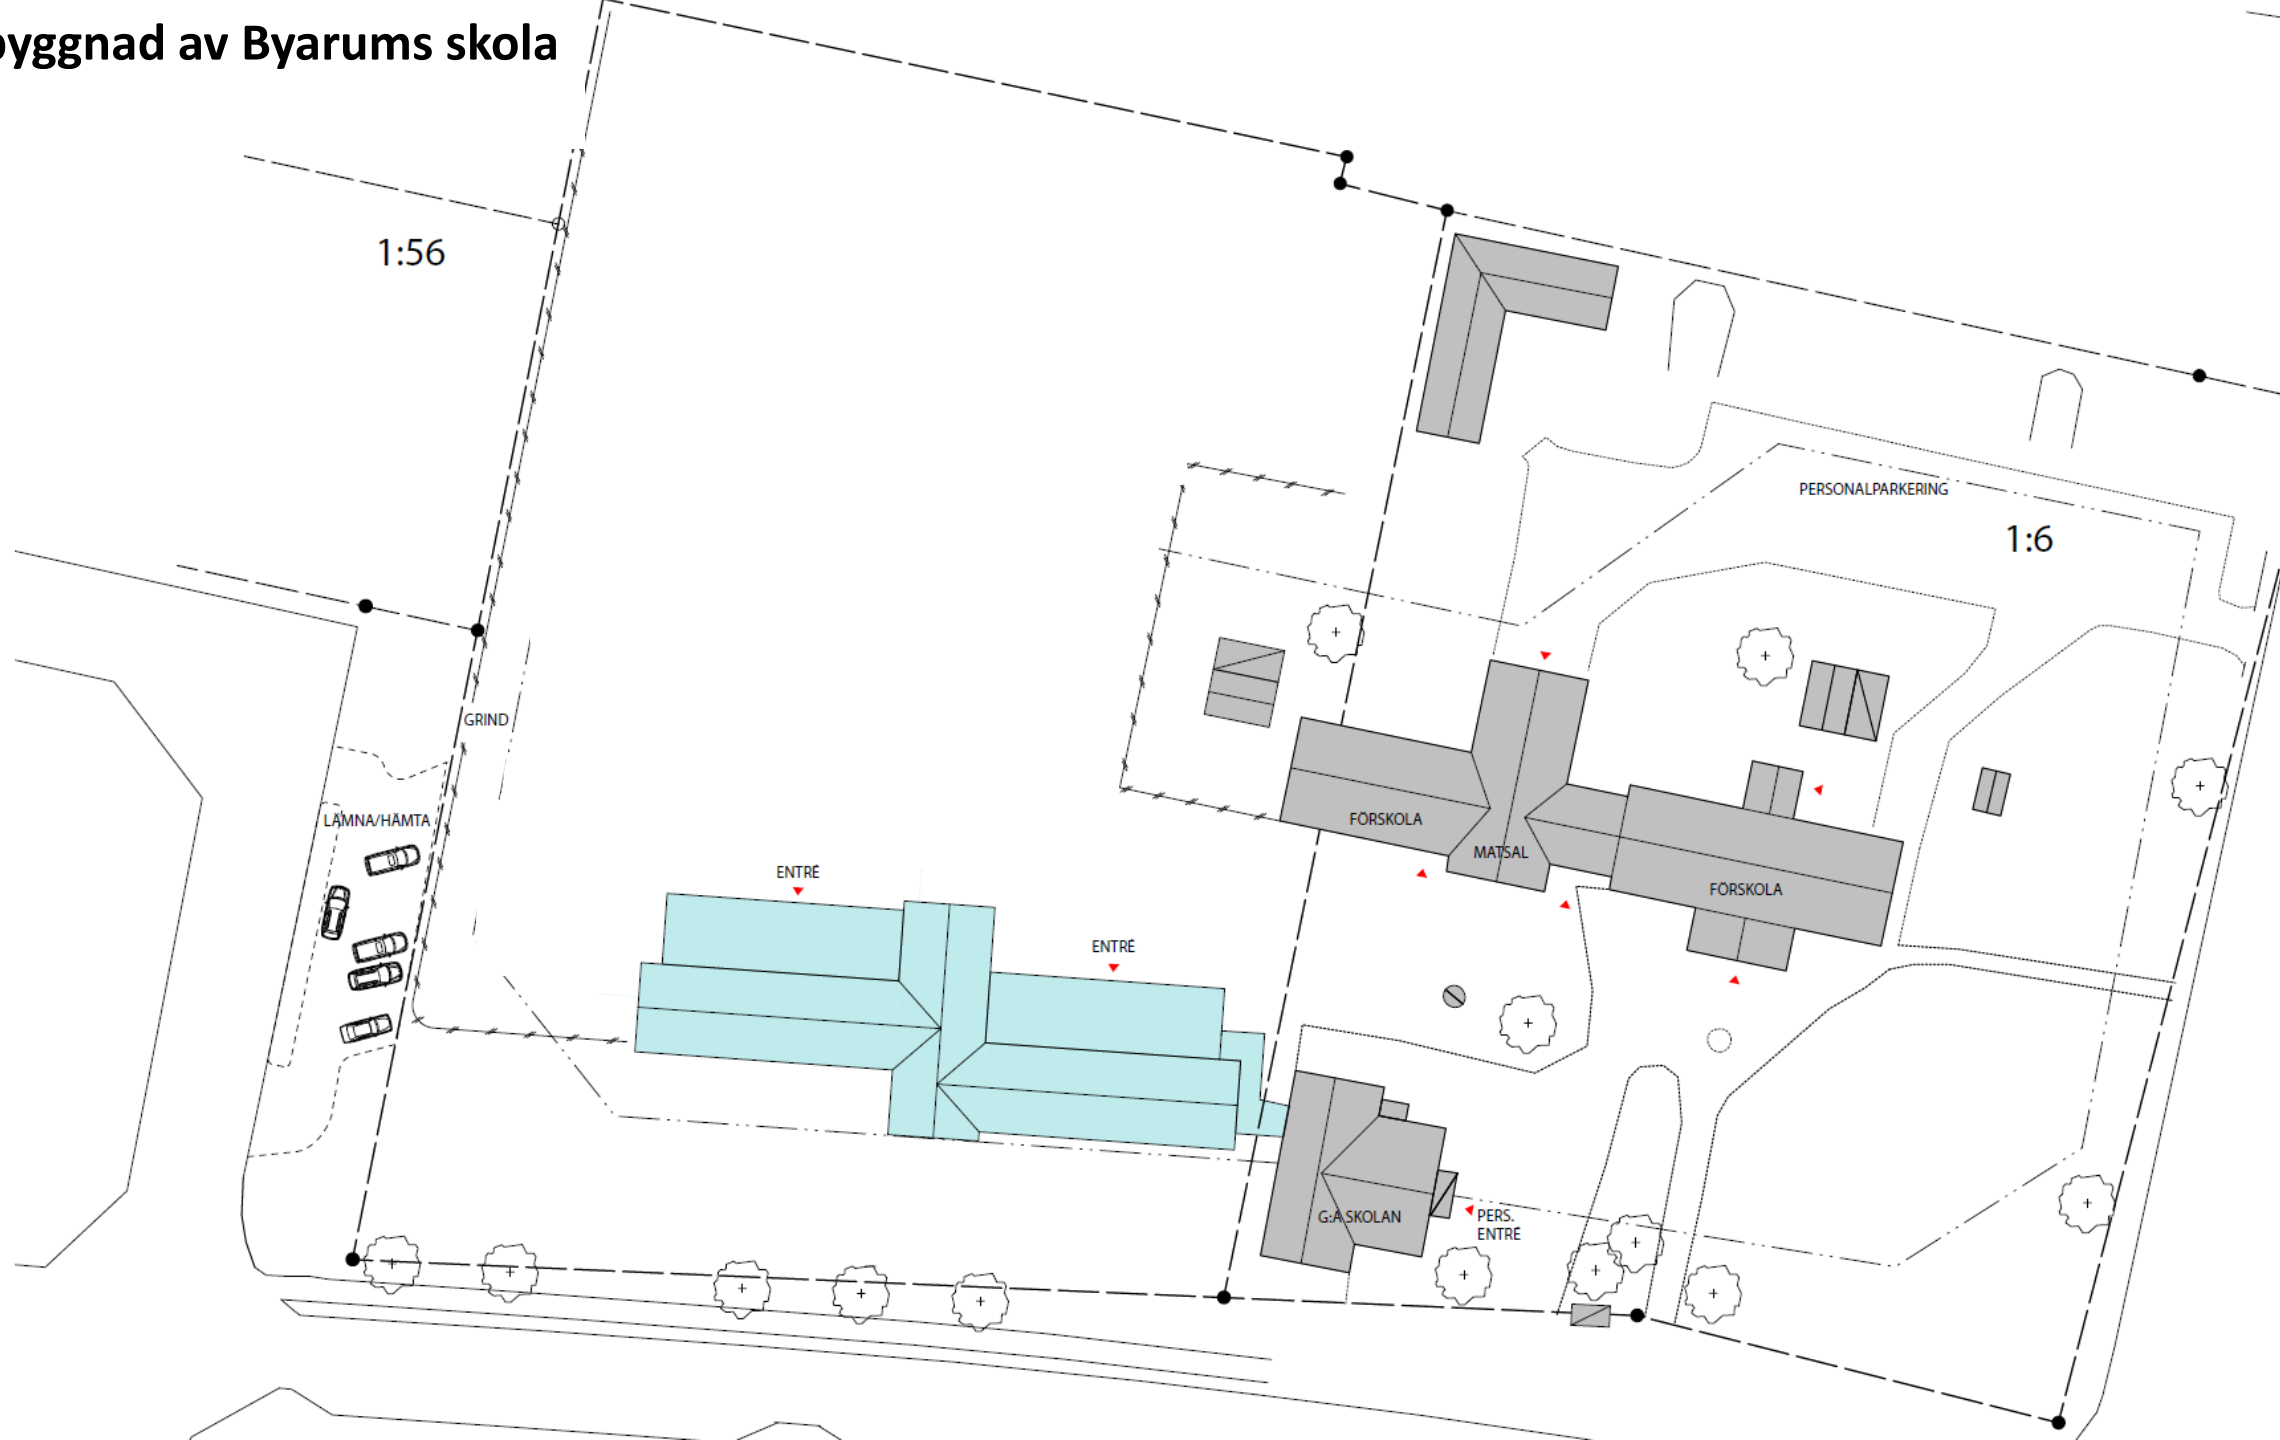 byggnad av Byarums skola
1:56
PERSONALPARKERING
1:6
GRIND
LÄMNA/HÄMTA
FÖRSKOLA
MATSAL
ENTRÉ
FÖRSKOLA
ENTRÉ
G:A SKOLAN
PERS.
ENTRÉ